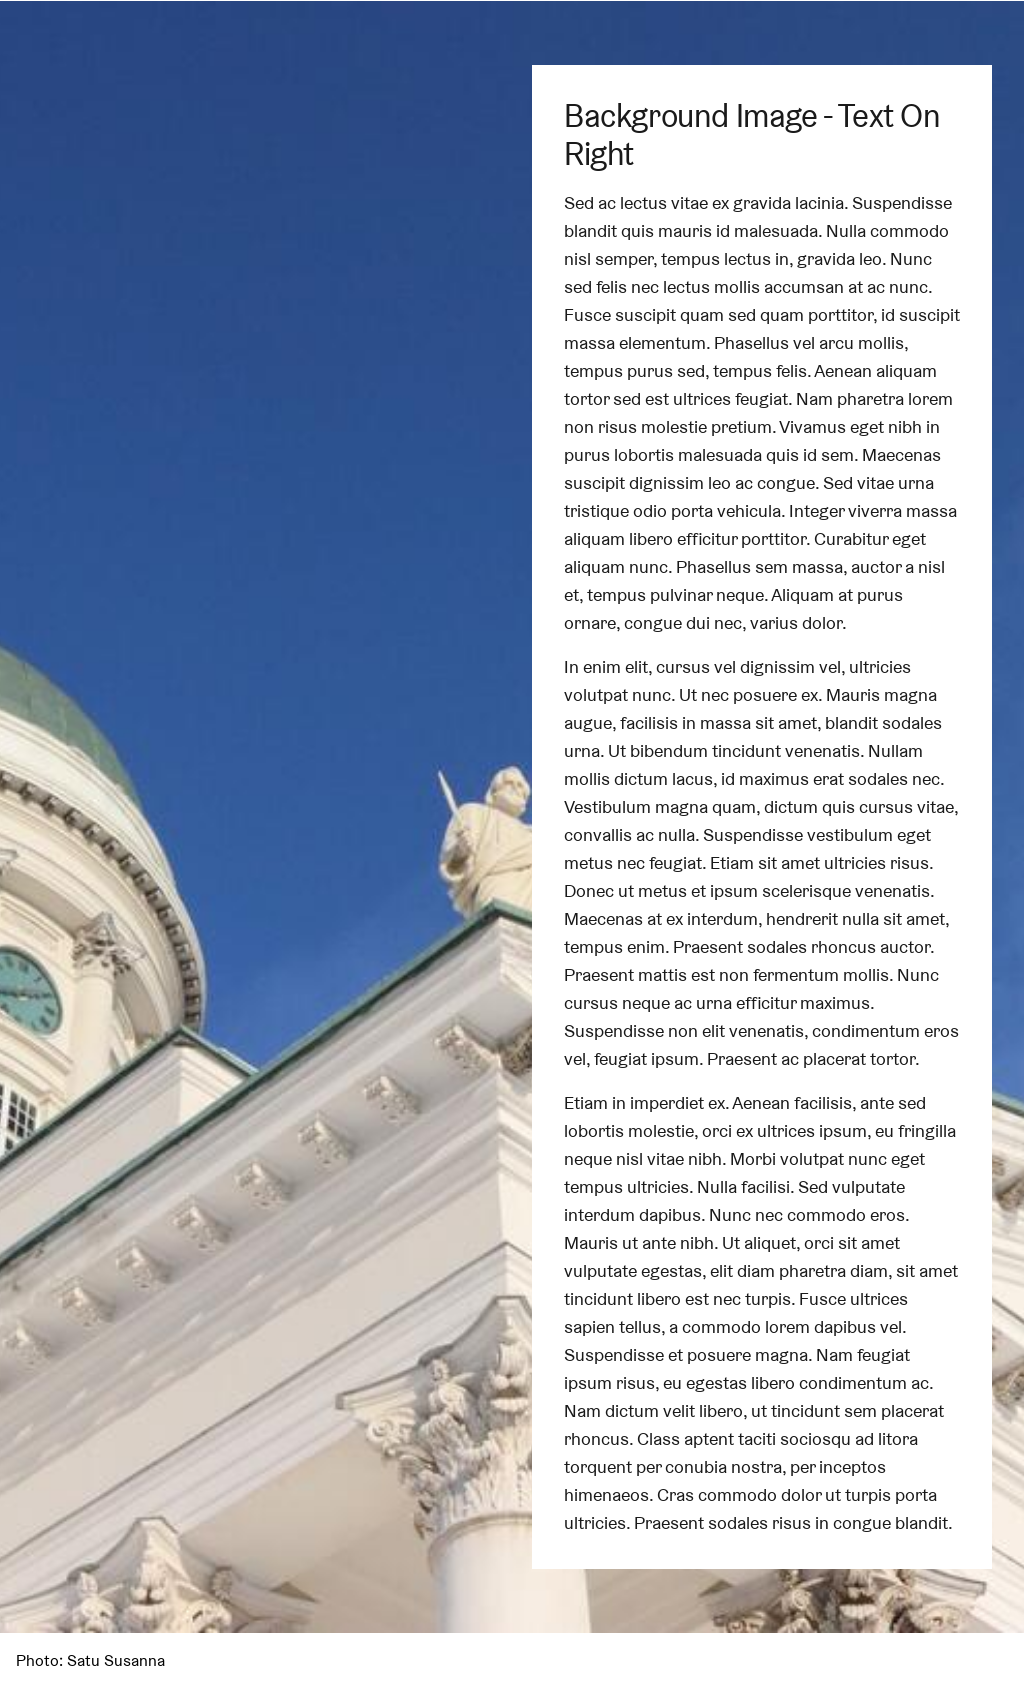 Background Image - Text On
Right
Sed ac lectus vitae ex gravida lacinia. Suspendisse
blandit quis mauris id malesuada. Nulla commodo
nisl semper, tempus lectus in, gravida leo. Nunc
sed felis nec lectus mollis accumsan at ac nunc.
Fusce suscipit quam sed quam porttitor, id suscipit
massa elementum. Phasellus vel arcu mollis,
tempus purus sed, tempus felis. Aenean aliquam
tortor sed est ultrices feugiat. Nam pharetra lorem
non risus molestie pretium. Vivamus eget nibh in
purus lobortis malesuada quis id sem. Maecenas
suscipit dignissim leo ac congue. Sed vitae urna
tristique odio porta vehicula. Integer viverra massa
aliquam libero efficitur porttitor. Curabitur eget
aliquam nunc. Phasellus sem massa, auctor a nisl
et, tempus pulvinar neque. Aliquam at purus
ornare, congue dui nec, varius dolor.
In enim elit, cursus vel dignissim vel, ultricies
volutpat nunc. Ut nec posuere ex. Mauris magna
augue, facilisis in massa sit amet, blandit sodales
urna. Ut bibendum tincidunt venenatis. Nullam
mollis dictum lacus, id maximus erat sodales nec.
Vestibulum magna quam, dictum quis cursus vitae,
convallis ac nulla. Suspendisse vestibulum eget
metus nec feugiat. Etiam sit amet ultricies risus.
Donec ut metus et ipsum scelerisque venenatis.
Maecenas at ex interdum, hendrerit nulla sit amet,
tempus enim. Praesent sodales rhoncus auctor.
Praesent mattis est non fermentum mollis. Nunc
cursus neque ac urna efficitur maximus.
Suspendisse non elit venenatis, condimentum eros
vel, feugiat ipsum. Praesent ac placerat tortor.
Etiam in imperdiet ex. Aenean facilisis, ante sed
lobortis molestie, orci ex ultrices ipsum, eu fringilla
neque nisl vitae nibh. Morbi volutpat nunc eget
tempus ultricies. Nulla facilisi. Sed vulputate
interdum dapibus. Nunc nec commodo eros.
Mauris ut ante nibh. Ut aliquet, orci sit amet
vulputate egestas, elit diam pharetra diam, sit amet
tincidunt libero est nec turpis. Fusce ultrices
sapien tellus, a commodo lorem dapibus vel.
Suspendisse et posuere magna. Nam feugiat
ipsum risus, eu egestas libero condimentum ac.
Nam dictum velit libero, ut tincidunt sem placerat
rhoncus. Class aptent taciti sociosqu ad litora
torquent per conubia nostra, per inceptos
himenaeos. Cras commodo dolor ut turpis porta
ultricies. Praesent sodales risus in congue blandit.
Photo: Satu Susanna